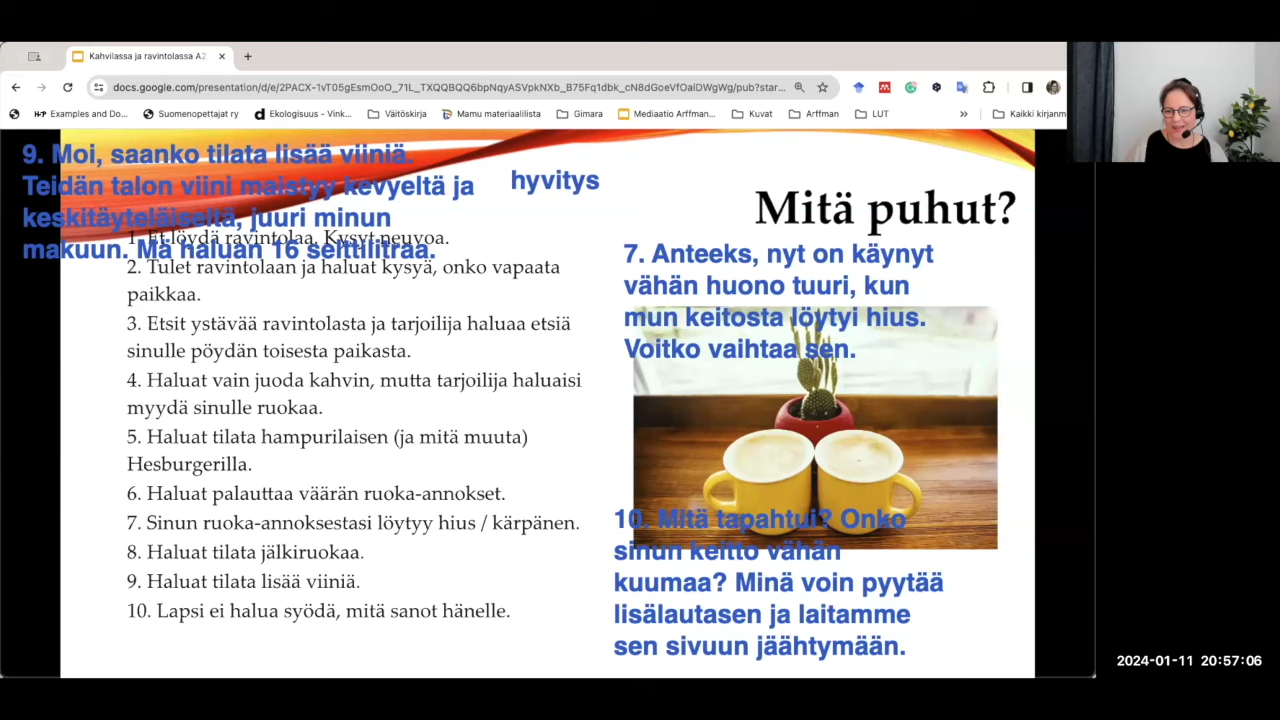 Kahvilassa ja ravintolassa A2
docs.google.com/presentation/d/e/2PACX-1vT05gEsmOoO_71L_TXQQBQQ6bpNqyASVpkNXb_B75Fq1dbk_cN8dGoeVfOaiDWgWg/pub?star...
Examples and Do... Suomenopettajat ry Ekologisuus - Vink... Väitöskirja Mamu materiaalilista Gimara Mediaatio Arffman... Kuvat Arffman LUT » Kaikki kirjanm
9. Moi, saanko tilata lisää viiniä.
Teidän talon viini maistyy kevyeltä ja
keskitäyteläiseltä, juuri minun
makuun. Mä haluan 16 senttilitraa.
hyvitys
Mitä puhut?
1. Et löydä ravintolaa. Kysyt neuvoa.
2. Tulet ravintolaan ja haluat kysyä, onko vapaata
paikkaa.
3. Etsit ystävää ravintolasta ja tarjoilija haluaa etsiä
sinulle pöydän toisesta paikasta.
4. Haluat vain juoda kahvin, mutta tarjoilija haluaisi
myydä sinulle ruokaa.
5. Haluat tilata hampurilaisen (ja mitä muuta)
Hesburgerilla.
6. Haluat palauttaa väärän ruoka-annokset.
7. Sinun ruoka-annoksestasi löytyy hius / kärpänen.
8. Haluat tilata jälkiruokaa.
9. Haluat tilata lisää viiniä.
10. Lapsi ei halua syödä, mitä sanot hänelle.
7. Anteeks, nyt on käynyt
vähän huono tuuri, kun
mun keitosta löytyi hius.
Voitko vaihtaa sen.
10. Mitä tapahtui? Onko
sinun keitto vähän
kuumaa? Minä voin pyytää
lisälautasen ja laitamme
sen sivuun jäähtymään.
2024-01-11 20:57:06